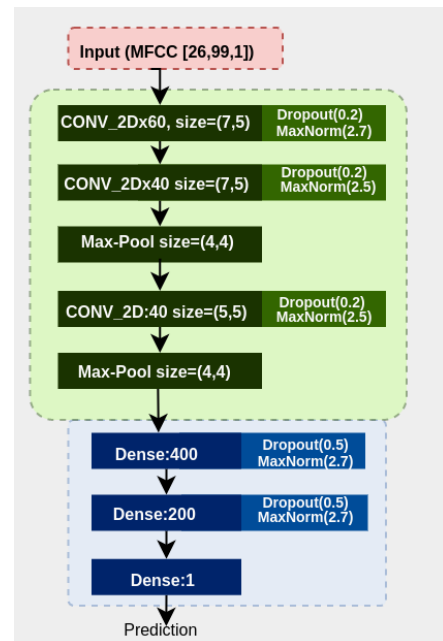 Input (MFCC [26,99,1])
CONV_2Dx60, size=(7,5)
Dropout(0.2)
MaxNorm(2.7)
CONV_2Dx40 size=(7,5)
Dropout(0.2)
MaxNorm(2.5)
Max-Pool size=(4,4)
CONV_2D:40 size=(5,5)
Dropout(0.2)
MaxNorm(2.5)
Max-Pool size=(4,4)
Dense:400
Dropout(0.5)
MaxNorm(2.7)
Dense:200
Dropout(0.5)
MaxNorm(2.7)
Dense:1
Prediction